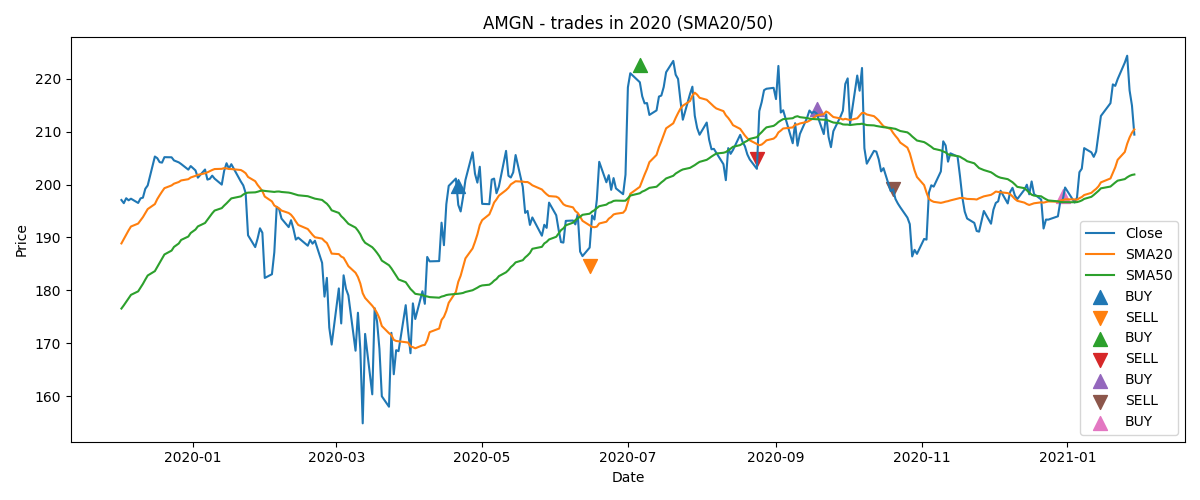 AMGN - trades in 2020 (SMA20/50)
Price
220
210
200
190
180
170
160
2020-01
2020-03
2020-05
2020-07
2020-09
2020-11
2021-01
Date
Close
SMA20
SMA50
BUY
SELL
BUY
SELL
BUY
SELL
BUY